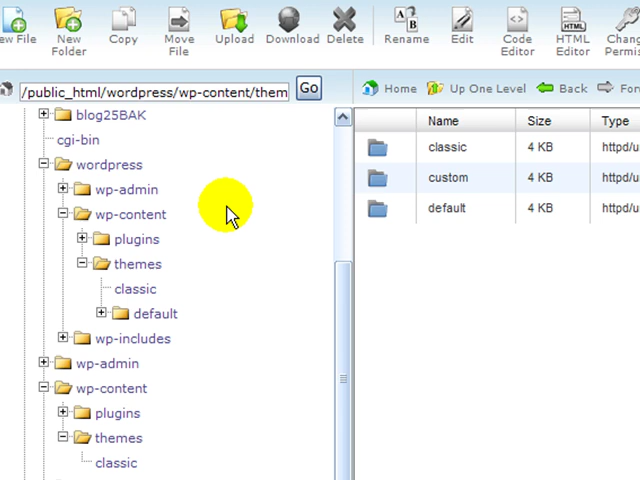 ew File
New Folder
Copy
Move File
Upload
Download
Delete
Rename
Edit
Code Editor
HTML Editor
/public_html/wordpress/wp-content/them
Go
Home
Up One Level
Back
blog25BAK
cgi-bin
wordpress
wp-admin
wp-content
plugins
themes
classic
default
wp-includes
wp-admin
wp-content
plugins
themes
classic
Name Size Type
classic 4 KB httpd/u
custom 4 KB httpd/u
default 4 KB httpd/u